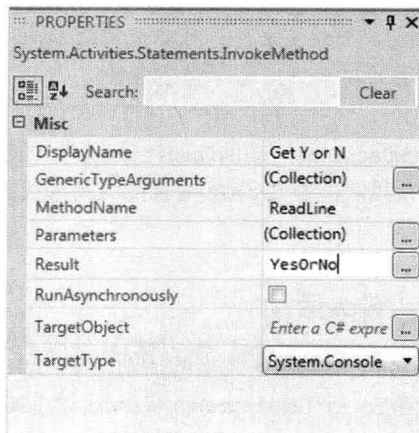 PROPERTIES
System.Activities.Statements.InvokeMethod
Search: Clear
Misc
DisplayName Get Y or N
GenericTypeArguments (Collection) ...
MethodName ReadLine
Parameters (Collection) ...
Result YesOrNo ...
RunAsynchronously
TargetObject Enter a C# expre ...
TargetType System.Console